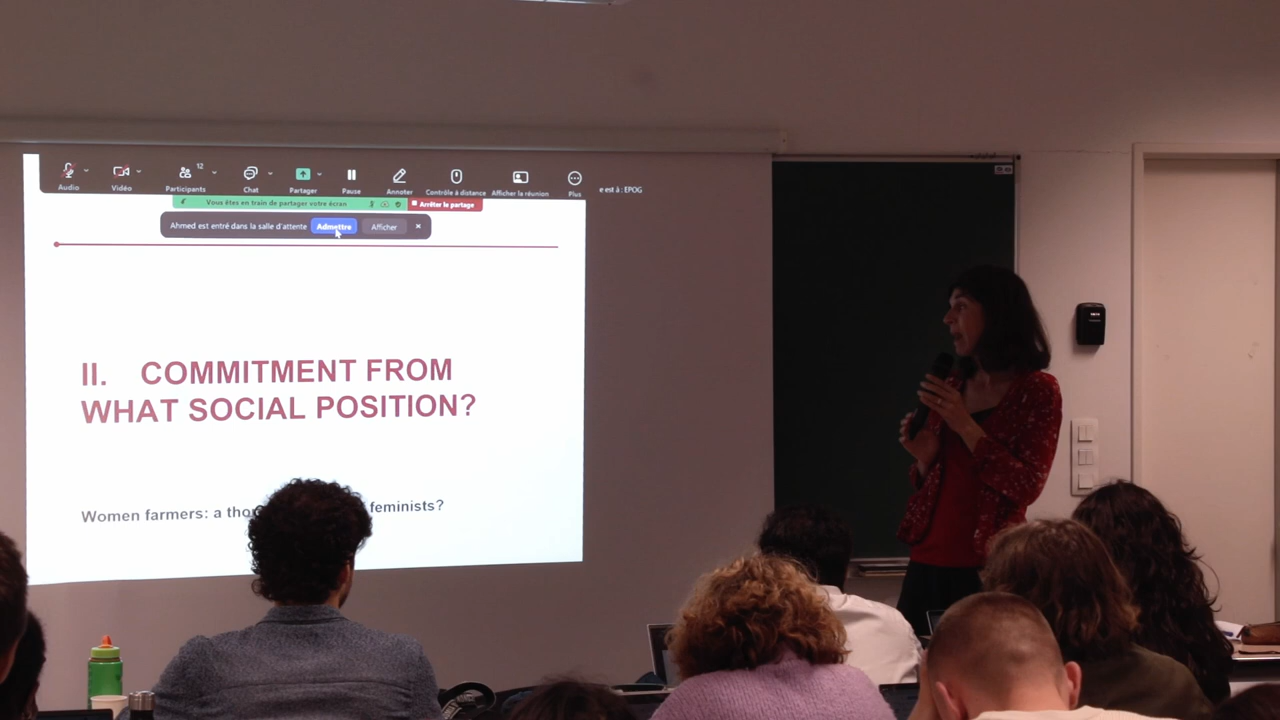 12
Audio
Vidéo
Participants
Chat
Partager
Pause
Annoter
Contrôle à distance
Afficher la réunion
Plus
e est à : EPOG
Vous êtes en train de partager votre écran
Arrêter le partage
Ahmed est entré dans la salle d'attente
Admettre
Afficher
II. COMMITMENT FROM
WHAT SOCIAL POSITION?
Women farmers: a feminists?